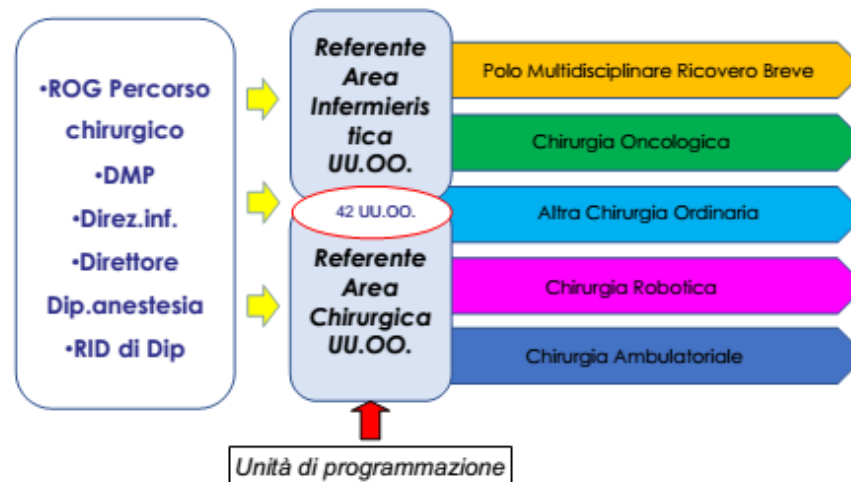 •ROG Percorso
chirurgico
•DMP
•Direz.inf.
•Direttore
Dip.anestesia
•RID di Dip
Referente
Area
Infermieris
tica
UU.OO.
42 UU.OO.
Referente
Area
Chirurgica
UU.OO.
Polo Multidisciplinare Ricovero Breve
Chirurgia Oncologica
Altra Chirurgia Ordinaria
Chirurgia Robotica
Chirurgia Ambulatoriale
Unità di programmazione